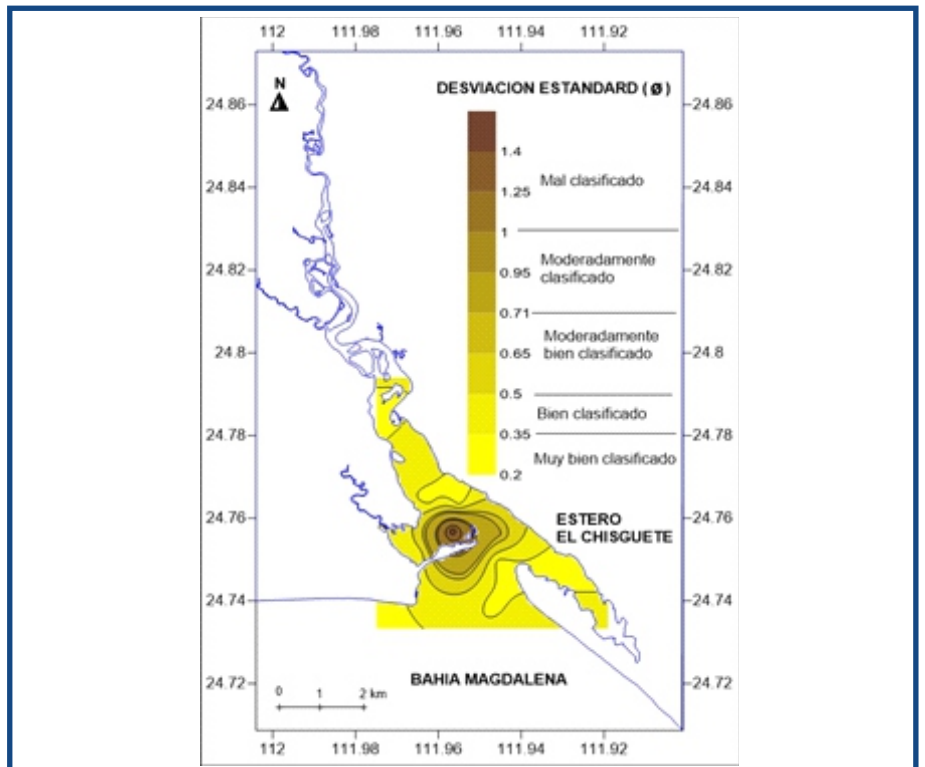 112 111.98 111.96 111.94 111.92
N
DESVIACION ESTANDARD (ø)
24.86 24.86
1.4
Mal clasificado
24.84 24.84
1.25
1
Moderadamente
clasificado
24.82 24.82
0.95
0.71
Moderadamente
bien clasificado
24.8 24.8
0.65
0.5
Bien clasificado
24.78 24.78
0.35
Muy bien clasificado
0.2
24.76 24.76
ESTERO
EL CHISGUETE
24.74 24.74
BAHIA MAGDALENA
24.72 24.72
0 1 2 km
112 111.98 111.96 111.94 111.92